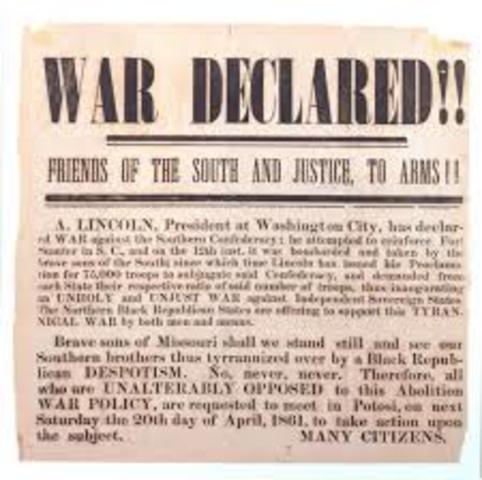 WAR DECLARED!!
FRIENDS OF THE SOUTH AND JUSTICE, TO ARMS!!
A. LINCOLN, President at Washington City, has declar-
ed WAR against the Southern Confederacy; he attempted to reinforce Fort
Sumter in S. C., and on the 12th inst. it was bombarded and taken by the
brave sons of the South; since which time Lincoln has issued his Proclama-
tion for 75,000 troops to subjugate said Confederacy, and demanded from
each State their respective ratio of said number of troops, thus inaugurating
an UNHOLY and UNJUST WAR against Independent Sovereign States.
The Northern Black Republican States are offering to support this TYRAN-
NICAL WAR by both men and means.
Brave sons of Missouri shall we stand still and see our
Southern brothers thus tyrannized over by a Black Repub-
lican DESPOTISM. No, never, never. Therefore, all
who are UNALTERABLY OPPOSED to this Abolition
WAR POLICY, are requested to meet in Potosi, on next
Saturday the 20th day of April, 1861, to take action upon
the subject. MANY CITIZENS.